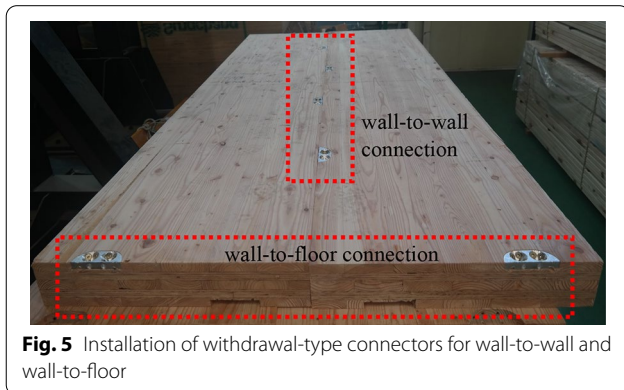 wall-to-wall
connection
wall-to-floor connection
Fig. 5 Installation of withdrawal-type connectors for wall-to-wall and
wall-to-floor